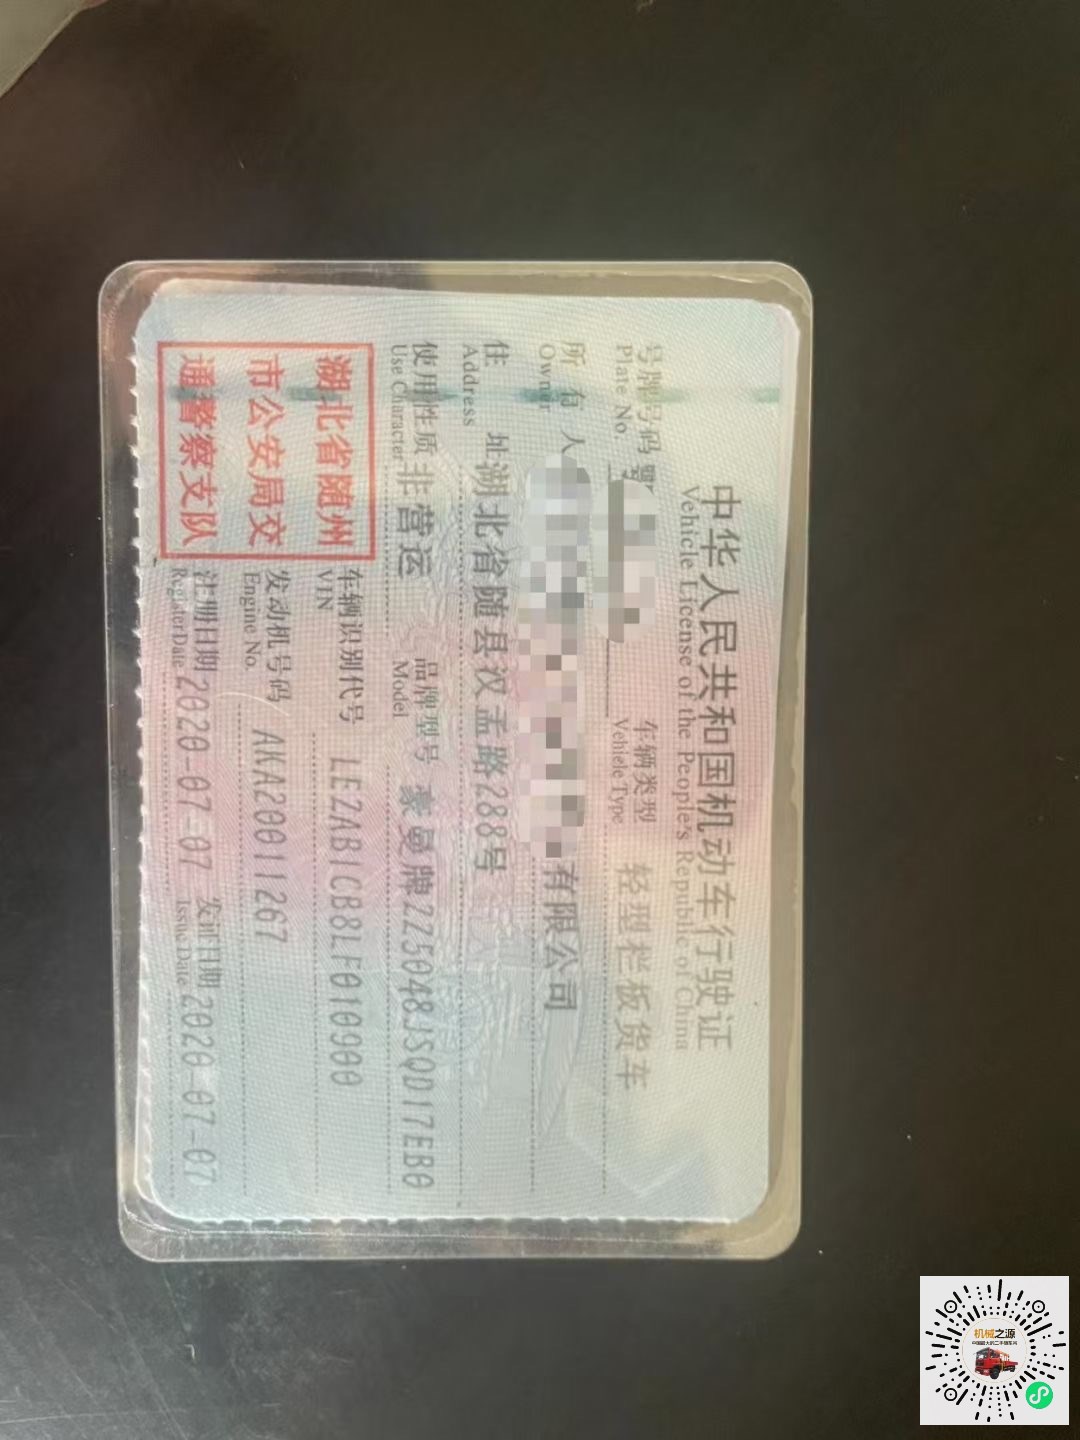 中华人民共和国机动车行驶证
Vehicle License of the People's Republic of China
号牌号码 鄂
Plate No.
车辆类型 轻型栏板货车
Vehicle Type
所有人 有限公司
Owner
住址 湖北省随县汉孟路288号
Address
使用性质 非营运
Use Character
品牌型号 豪曼牌ZZ5048JSQD17EB0
Model
湖北省随州
市公安局交
通警察支队
车辆识别代号 LEZAB1CB8LF010900
VIN
发动机号码 AKA20011267
Engine No.
注册日期 2020-07-07
Register Date
发证日期 2020-07-07
Issue Date
机械之源